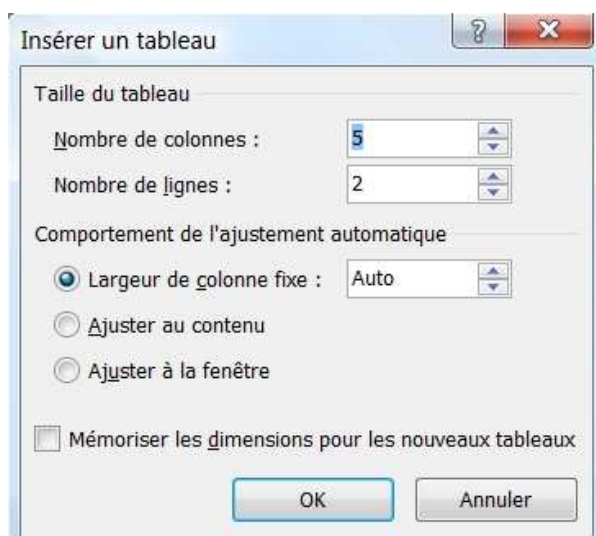 Insérer un tableau
Taille du tableau
Nombre de colonnes : 5
Nombre de lignes : 2
Comportement de l'ajustement automatique
Largeur de colonne fixe : Auto
Ajuster au contenu
Ajuster à la fenêtre
Mémoriser les dimensions pour les nouveaux tableaux
OK Annuler